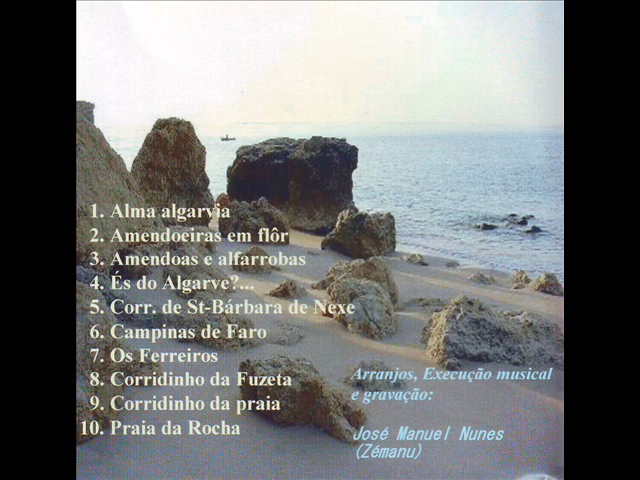 1. Alma algarvia
2. Amendoeiras em flôr
3. Amendoas e alfarrobas
4. És do Algarve?...
5. Corr. de St-Bárbara de Nexe
6. Campinas de Faro
7. Os Ferreiros
8. Corridinho da Fuzeta
9. Corridinho da praia
10. Praia da Rocha
Arranjos, Execução musical
e gravação:
José Manuel Nunes
(Zémanu)